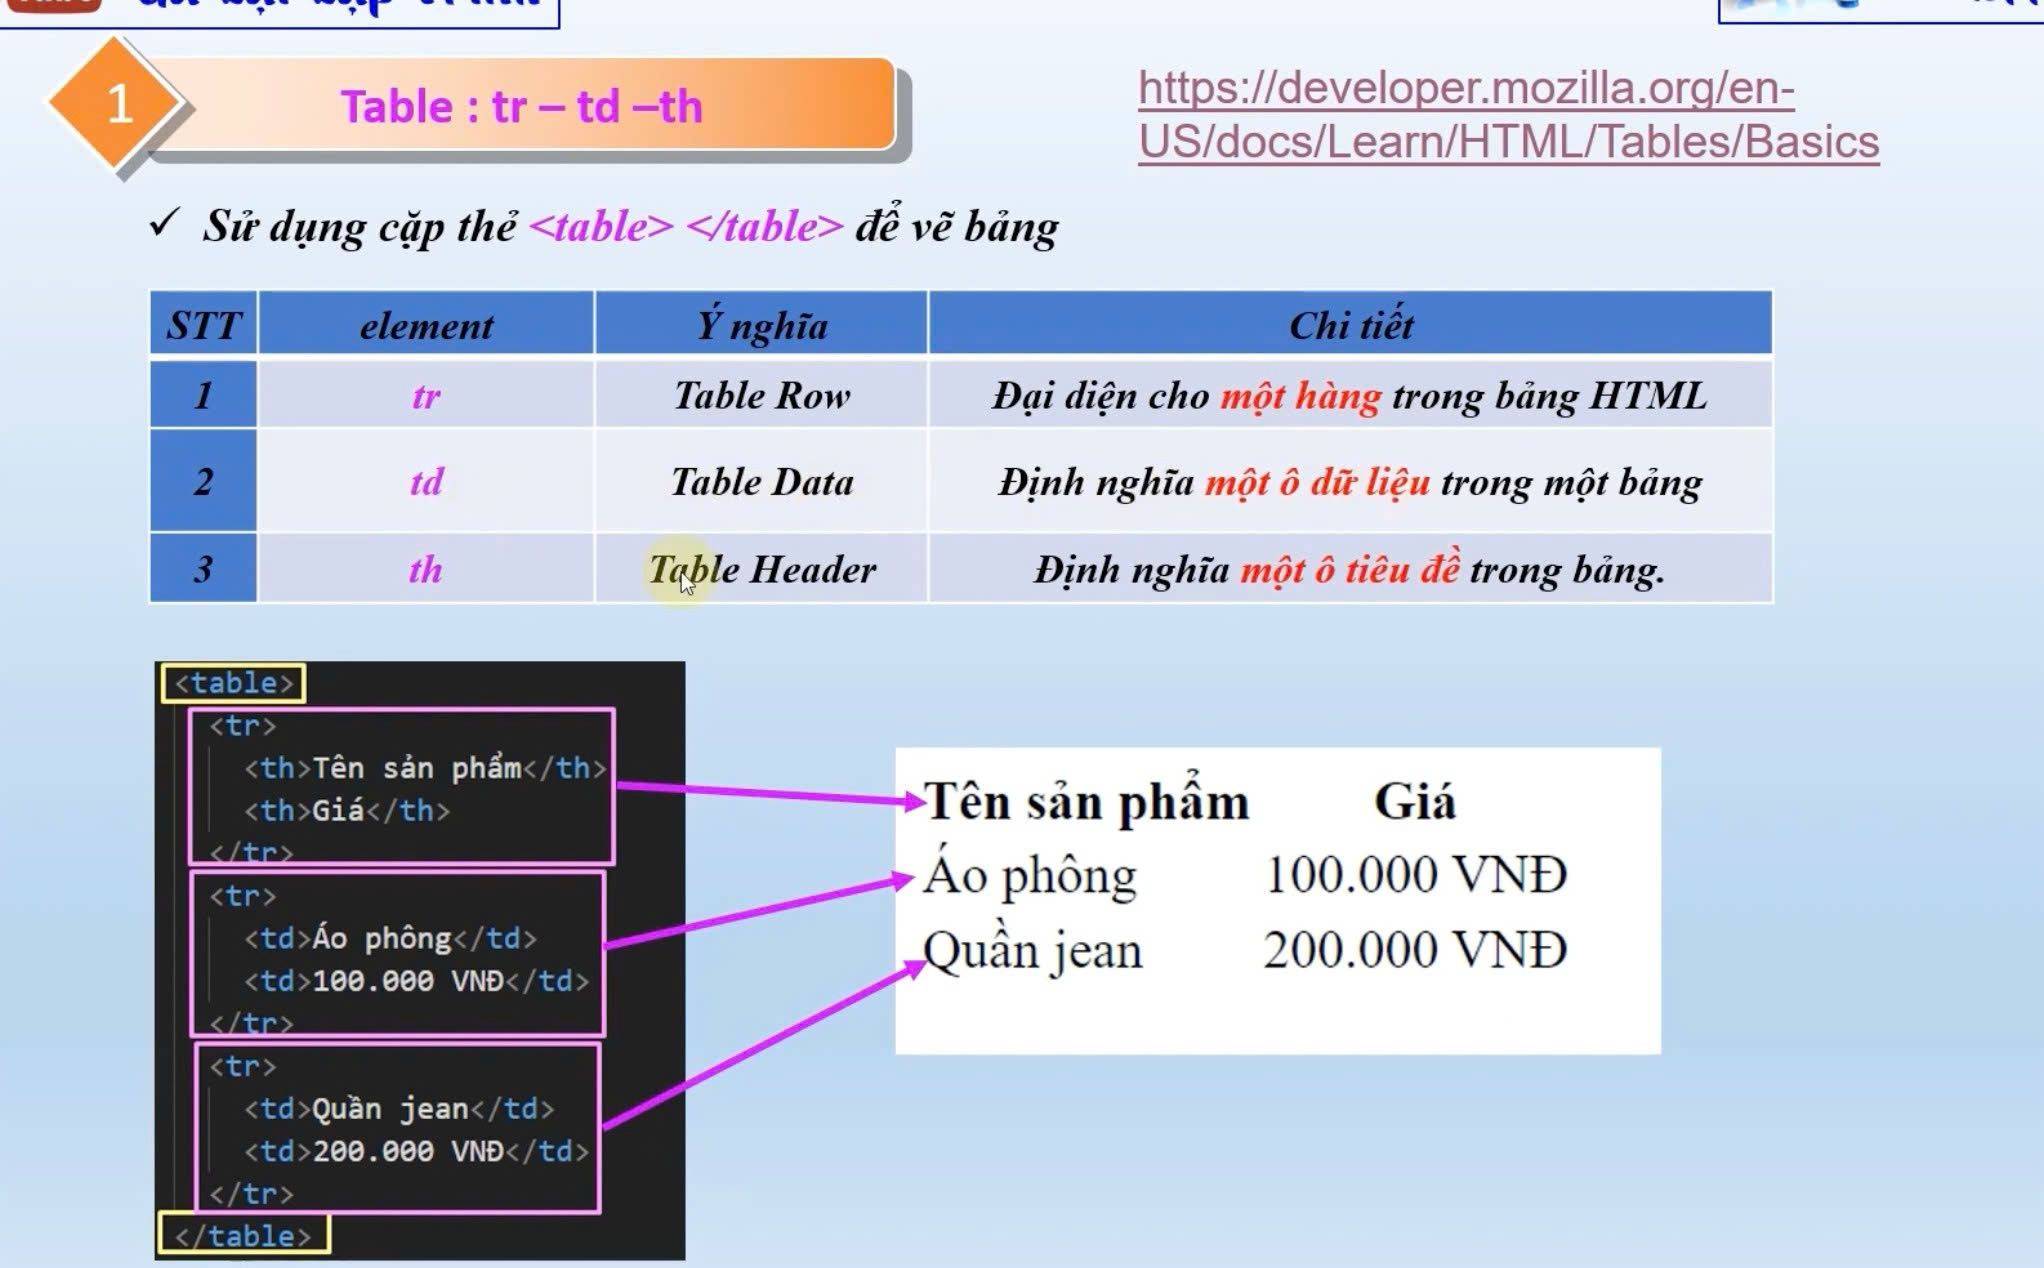 1
Table : tr – td –th
https://developer.mozilla.org/en-
US/docs/Learn/HTML/Tables/Basics
✓ Sử dụng cặp thẻ <table> </table> để vẽ bảng
STT element Ý nghĩa Chi tiết
1 tr Table Row Đại diện cho một hàng trong bảng HTML
2 td Table Data Định nghĩa một ô dữ liệu trong một bảng
3 th Table Header Định nghĩa một ô tiêu đề trong bảng.
<table>
<tr>
<th>Tên sản phẩm</th>
<th>Giá</th>
</tr>
<tr>
<td>Áo phông</td>
<td>100.000 VNĐ</td>
</tr>
<tr>
<td>Quần jean</td>
<td>200.000 VNĐ</td>
</tr>
</table>
Tên sản phẩm Giá
Áo phông 100.000 VNĐ
Quần jean 200.000 VNĐ